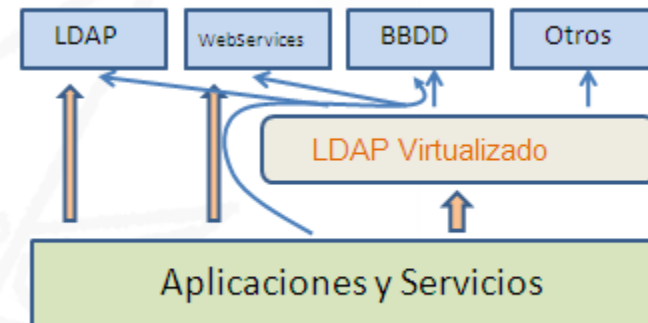 LDAP
WebServices
BBDD
Otros
LDAP Virtualizado
Aplicaciones y Servicios